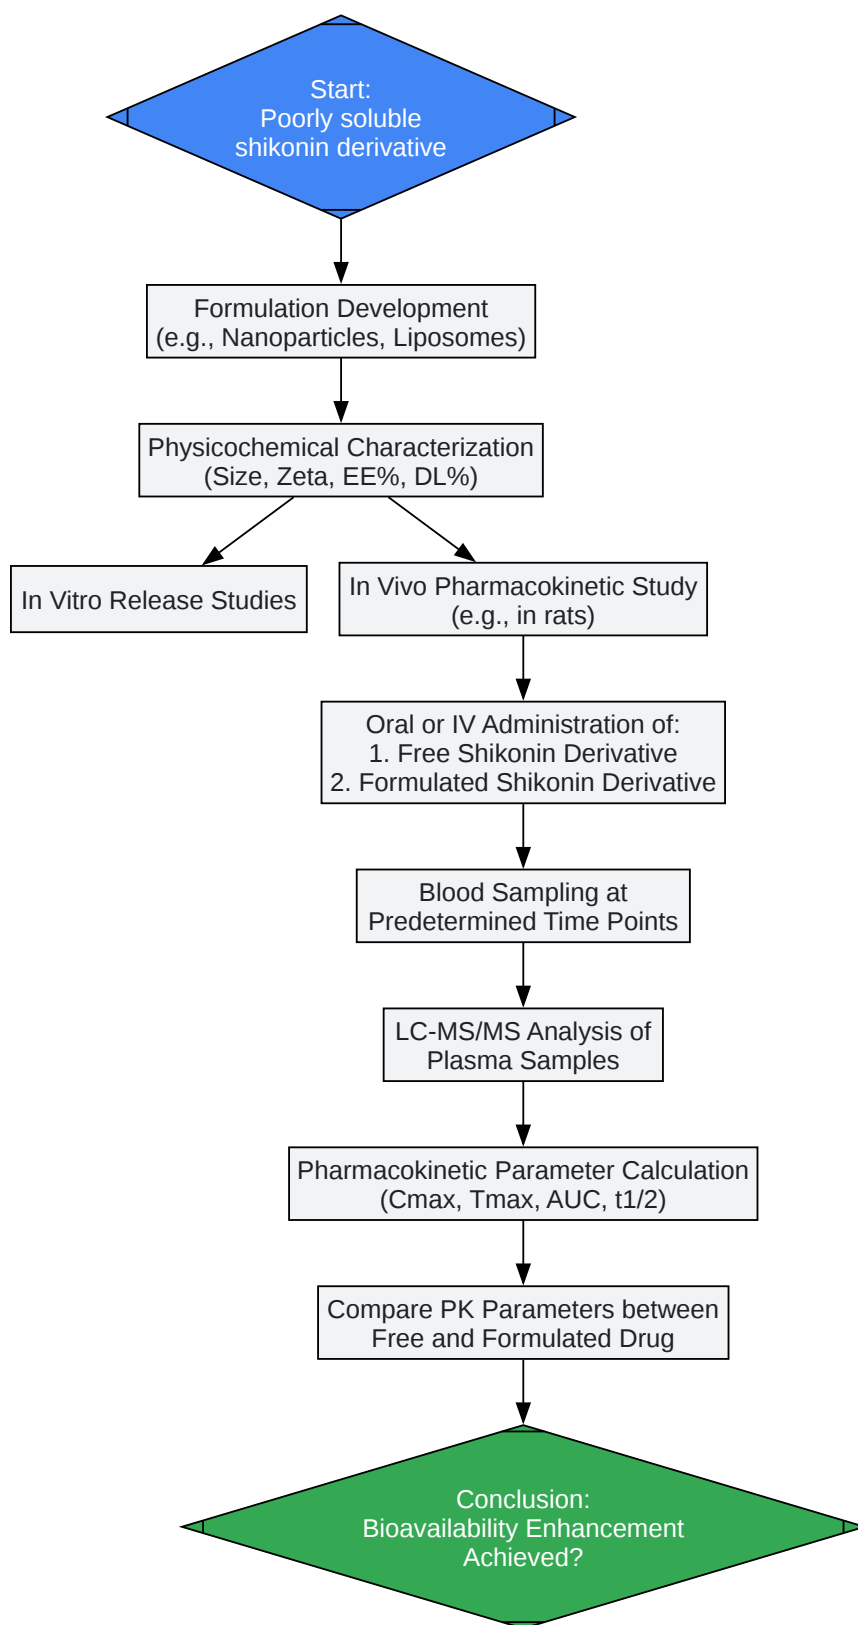 Start:
Poorly soluble
shikonin derivative
Formulation Development
(e.g., Nanoparticles, Liposomes)
Physicochemical Characterization
(Size, Zeta, EE%, DL%)
In Vitro Release Studies
In Vivo Pharmacokinetic Study
(e.g., in rats)
Oral or IV Administration of:
1. Free Shikonin Derivative
2. Formulated Shikonin Derivative
Blood Sampling at
Predetermined Time Points
LC-MS/MS Analysis of
Plasma Samples
Pharmacokinetic Parameter Calculation
(Cmax, Tmax, AUC, t1/2)
Compare PK Parameters between
Free and Formulated Drug
Conclusion:
Bioavailability Enhancement
Achieved?